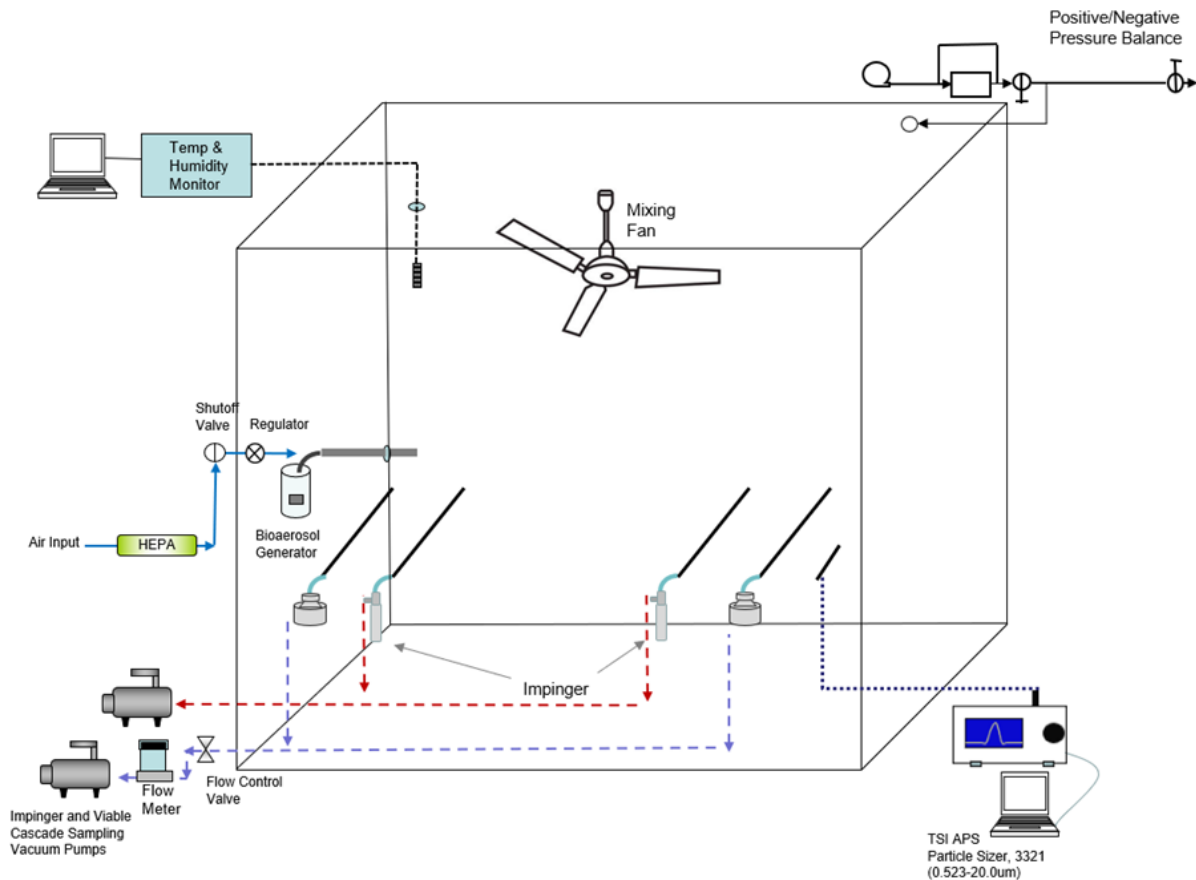 Positive/Negative
Pressure Balance
Temp &
Humidity
Monitor
Mixing
Fan
Shutoff
Valve
Regulator
Air Input
HEPA
Bioaerosol
Generator
Impinger
Flow
Meter
Flow Control
Valve
Impinger and Viable
Cascade Sampling
Vacuum Pumps
TSI APS
Particle Sizer, 3321
(0.523-20.0um)